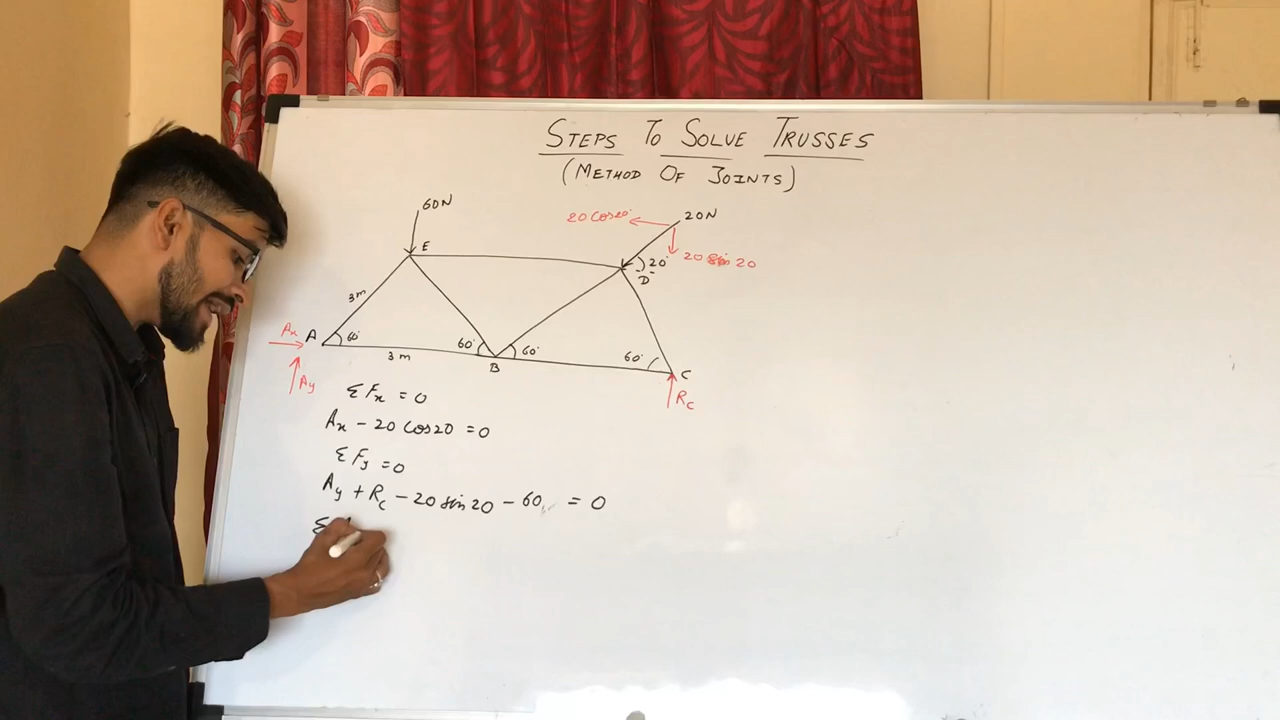 STEPS TO SOLVE TRUSSES
(METHOD OF JOINTS)
60N
20 Cos20°
20N
E
20°
20 sin 20
D
3m
Ax
A
60°
60°
60°
60°
3 m
B
C
Ay
Rc
ΣFx = 0
Ax - 20 Cos20 = 0
ΣFy = 0
Ay + Rc - 20 sin 20 - 60 = 0
Σ